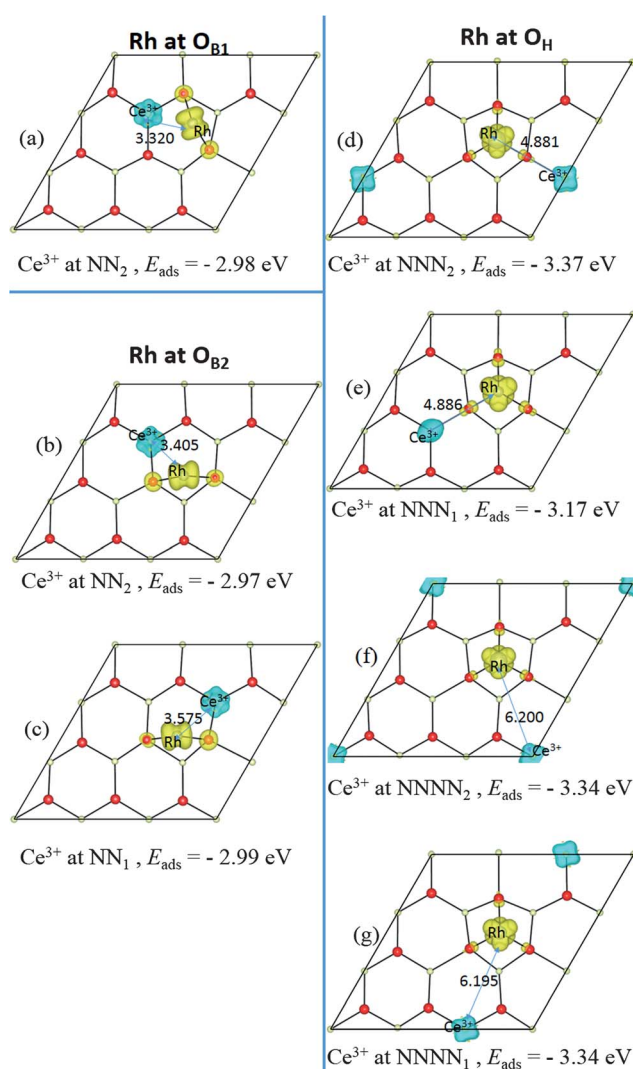 Rh at O_B1
(a)
Ce³⁺
Rh
3.320
Ce³⁺ at NN₂ , E_ads = - 2.98 eV
Rh at O_B2
(b)
Ce³⁺
3.405
Rh
Ce³⁺ at NN₂ , E_ads = - 2.97 eV
(c)
Ce³⁺
3.575
Rh
Ce³⁺ at NN₁ , E_ads = - 2.99 eV
Rh at O_H
(d)
Rh
4.881
Ce³⁺
Ce³⁺ at NNN₂ , E_ads = - 3.37 eV
(e)
Rh
4.886
Ce³⁺
Ce³⁺ at NNN₁ , E_ads = - 3.17 eV
(f)
Rh
6.200
Ce³⁺
Ce³⁺ at NNNN₂ , E_ads = - 3.34 eV
(g)
Rh
6.195
Ce³⁺
Ce³⁺ at NNNN₁ , E_ads = - 3.34 eV